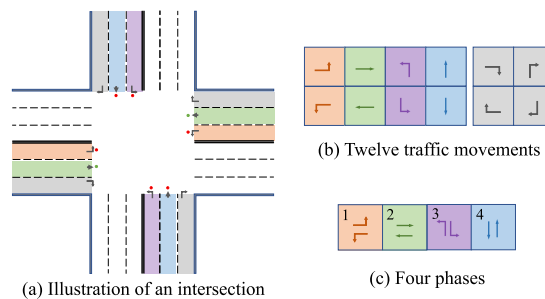 (b) Twelve traffic movements
1 2 3 4
(a) Illustration of an intersection
(c) Four phases